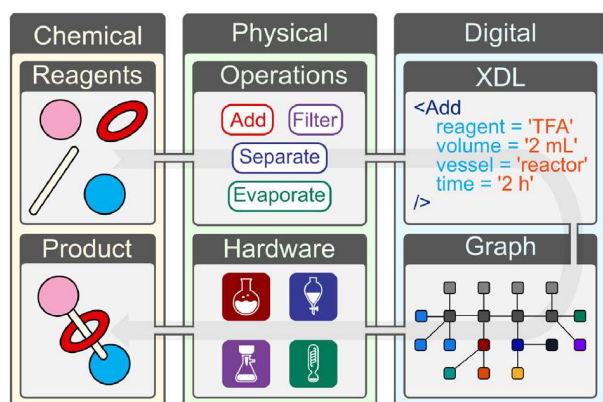 Chemical
Physical
Digital
Reagents
Operations
XDL
Add
Filter
Separate
Evaporate
<Add
reagent = 'TFA'
volume = '2 mL'
vessel = 'reactor'
time = '2 h'
/>
Product
Hardware
Graph